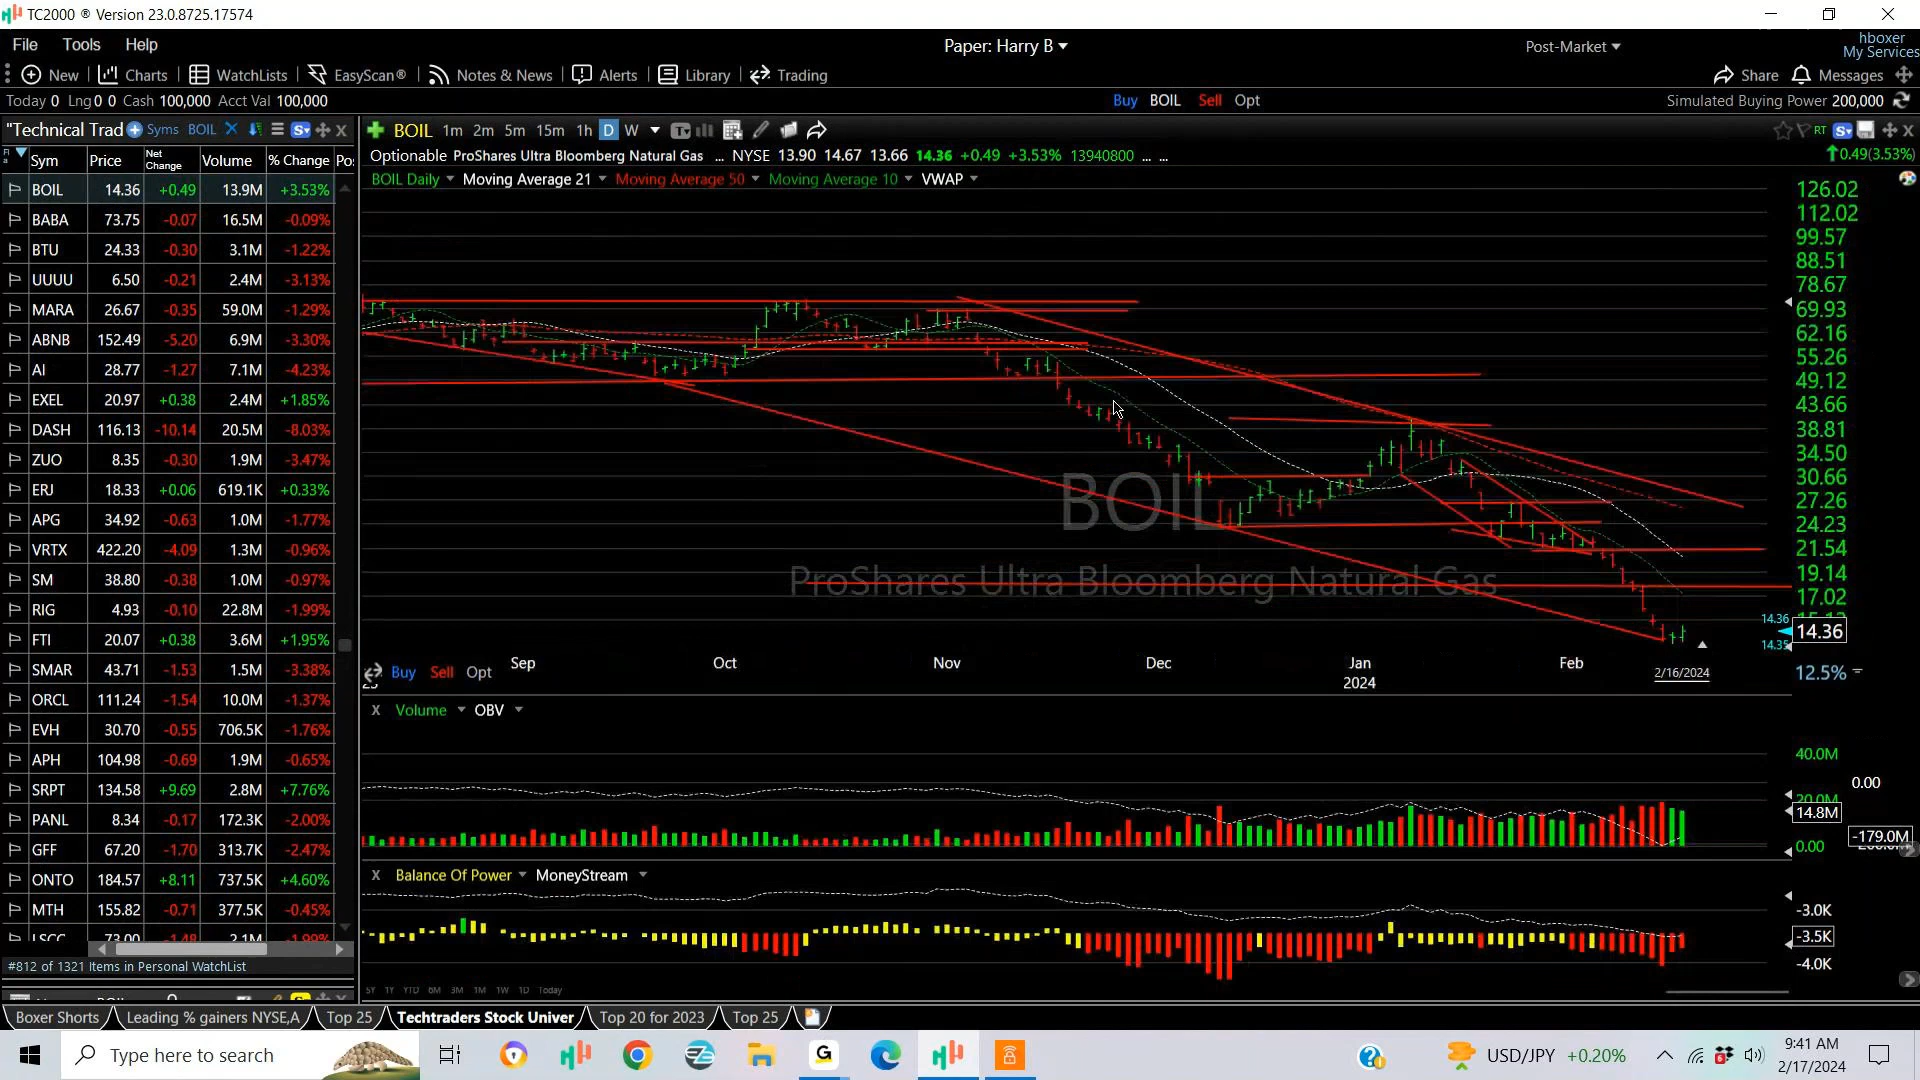 TC2000 ® Version 23.0.8725.17574
File Tools Help
Paper: Harry B
Post-Market
hboxer
My Services
New Charts WatchLists EasyScan® Notes & News Alerts Library Trading
Share Messages
Today 0 Lng 0 0 Cash 100,000 Acct Val 100,000
Buy BOIL Sell Opt
Simulated Buying Power 200,000
"Technical Trad Syms BOIL
BOIL 1m 2m 5m 15m 1h D W
RT
Optionable ProShares Ultra Bloomberg Natural Gas ... NYSE 13.90 14.67 13.66 14.36 +0.49 +3.53% 13940800 ... ...
0.49(3.53%)
BOIL Daily Moving Average 21 Moving Average 50 Moving Average 10 VWAP
Sym Price Net Change Volume % Change Po
BOIL 14.36 +0.49 13.9M +3.53%
BABA 73.75 -0.07 16.5M -0.09%
BTU 24.33 -0.30 3.1M -1.22%
UUUU 6.50 -0.21 2.4M -3.13%
MARA 26.67 -0.35 59.0M -1.29%
ABNB 152.49 -5.20 6.9M -3.30%
AI 28.77 -1.27 7.1M -4.23%
EXEL 20.97 +0.38 2.4M +1.85%
DASH 116.13 -10.14 20.5M -8.03%
ZUO 8.35 -0.30 1.9M -3.47%
ERJ 18.33 +0.06 619.1K +0.33%
APG 34.92 -0.63 1.0M -1.77%
VRTX 422.20 -4.09 1.3M -0.96%
SM 38.80 -0.38 1.0M -0.97%
RIG 4.93 -0.10 22.8M -1.99%
FTI 20.07 +0.38 3.6M +1.95%
SMAR 43.71 -1.53 1.5M -3.38%
ORCL 111.24 -1.54 10.0M -1.37%
EVH 30.70 -0.55 706.5K -1.76%
APH 104.98 -0.69 1.9M -0.65%
SRPT 134.58 +9.69 2.8M +7.76%
PANL 8.34 -0.17 172.3K -2.00%
GFF 67.20 -1.70 313.7K -2.47%
ONTO 184.57 +8.11 737.5K +4.60%
MTH 155.82 -0.71 377.5K -0.45%
#812 of 1321 Items in Personal WatchList
126.02
112.02
99.57
88.51
78.67
69.93
62.16
55.26
49.12
43.66
38.81
34.50
30.66
27.26
24.23
21.54
19.14
17.02
14.36
14.36
14.35
12.5%
BOIL
ProShares Ultra Bloomberg Natural Gas
Buy Sell Opt
Sep Oct Nov Dec Jan Feb
2024
2/16/2024
X Volume OBV
40.0M
0.00
14.8M
-179.0M
0.00
X Balance Of Power MoneyStream
-3.0K
-3.5K
-4.0K
5Y 1Y YTD 6M 3M 1M 1W 1D Today
Boxer Shorts Leading % gainers NYSE,A Top 25 Techtraders Stock Univer Top 20 for 2023 Top 25
Type here to search
USD/JPY +0.20%
9:41 AM
2/17/2024